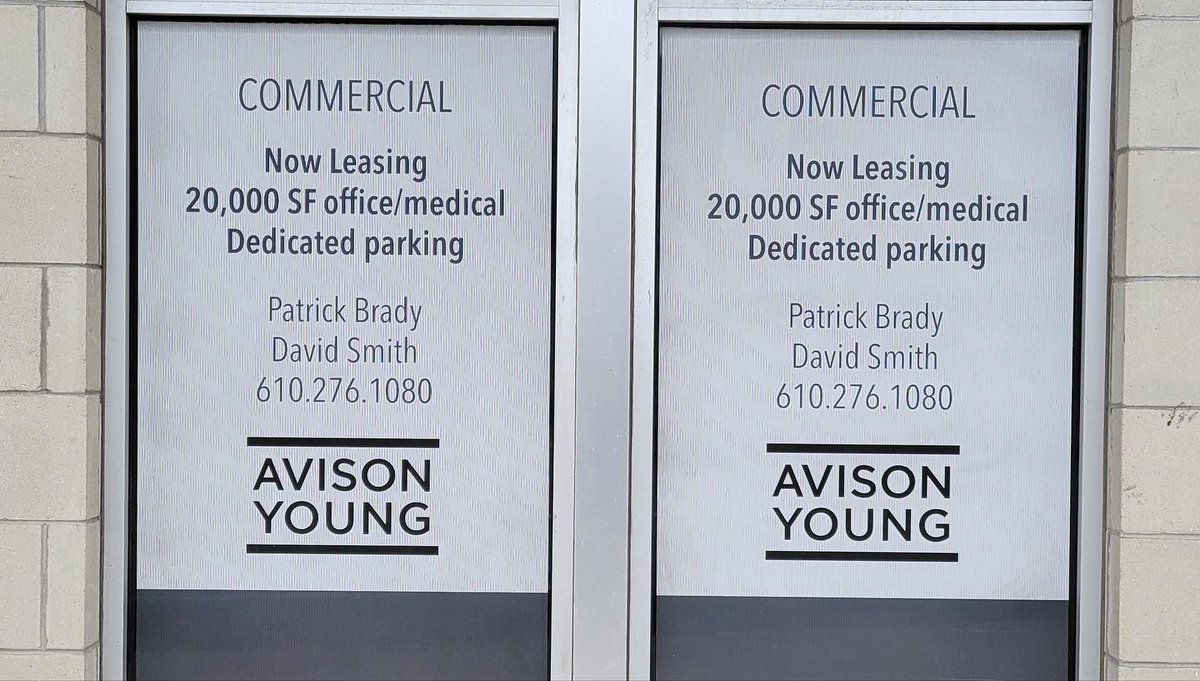 COMMERCIAL
Now Leasing
20,000 SF office/medical
Dedicated parking
Patrick Brady
David Smith
610.276.1080
AVISON
YOUNG
COMMERCIAL
Now Leasing
20,000 SF office/medical
Dedicated parking
Patrick Brady
David Smith
610.276.1080
AVISON
YOUNG